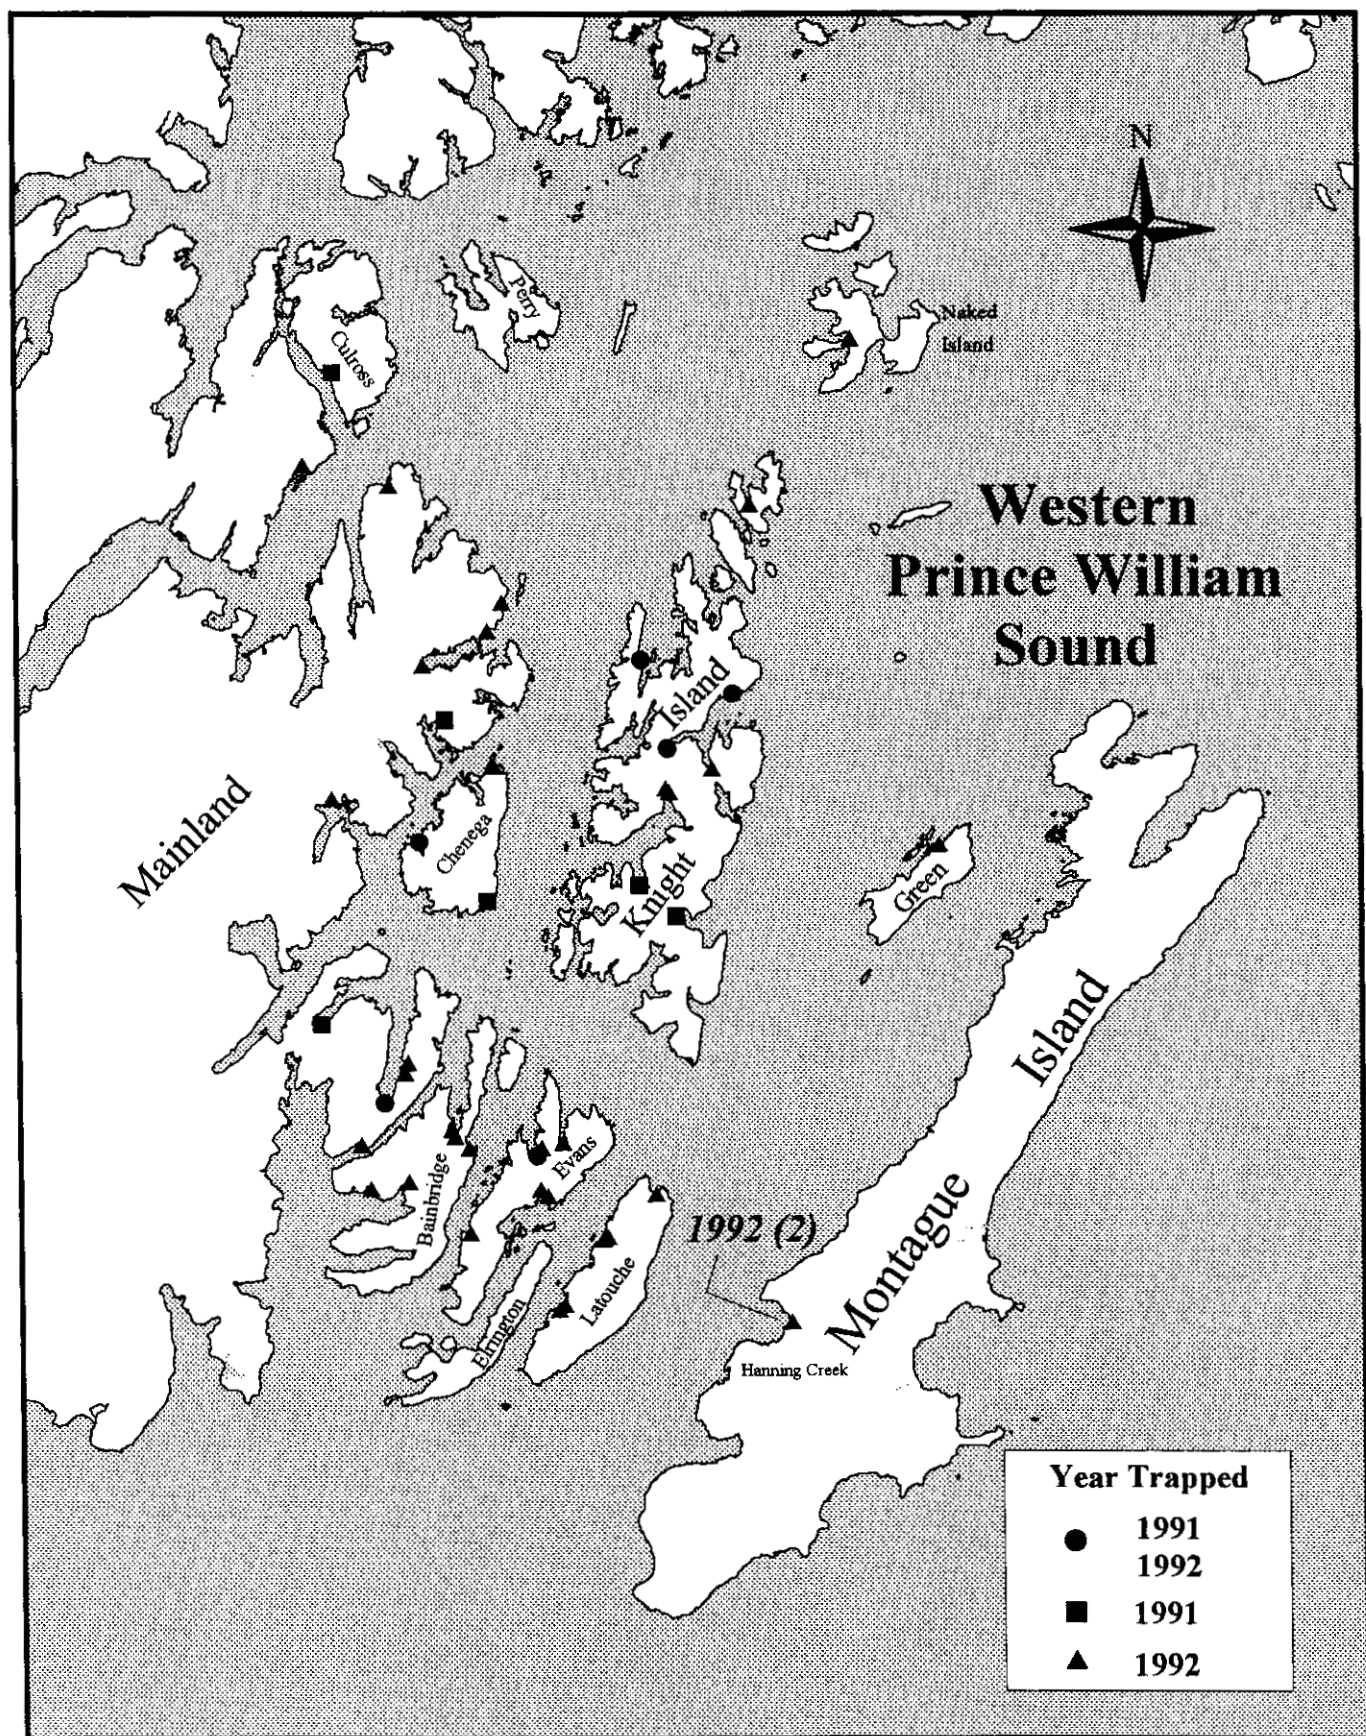 N
Perry
Naked
Island
Culross
Western
Prince William
Sound
Island
Mainland
Chenega
Knight
Green
Island
Evans
Bainbridge
Montague
1992 (2)
Latouche
Elrington
Hanning Creek
Year Trapped
1991
1992
1991
1992